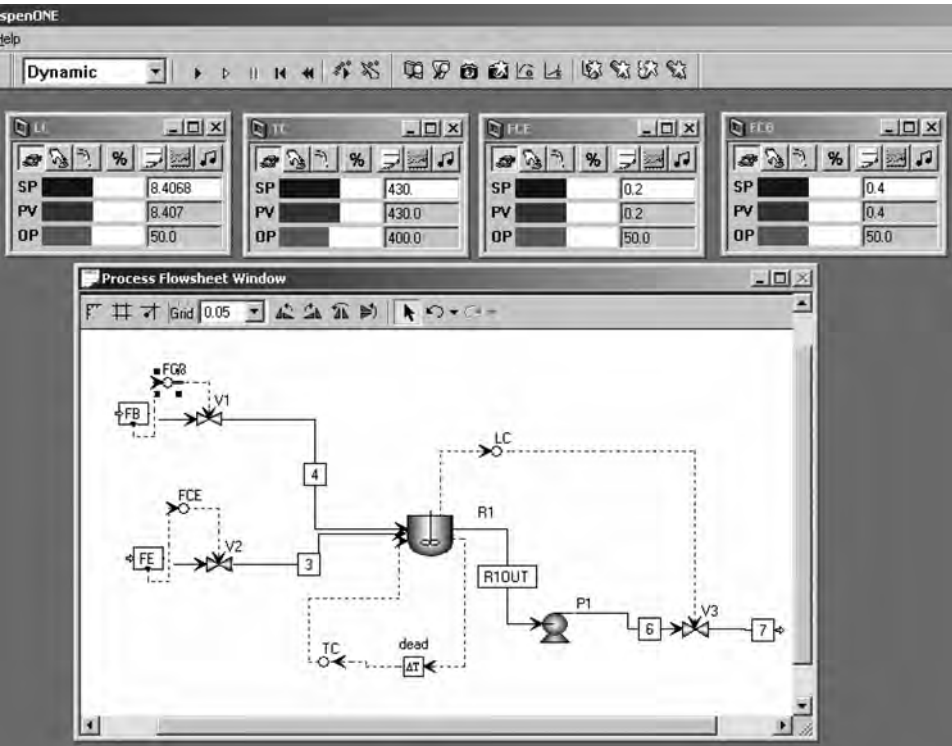 spenONE
Help
Dynamic
LC
SP 8.4068
PV 8.407
OP 50.0
TC
%
SP 430.
PV 430.0
OP 400.0
FCE
%
SP 0.2
PV 0.2
OP 50.0
FCB
%
SP 0.4
PV 0.4
OP 50.0
%
Process Flowsheet Window
Grid 0.05
FCB
FB
V1
LC
4
FCE
R1
V2
FE
3
R1OUT
P1
V3
6
7
TC
dead
ΔT